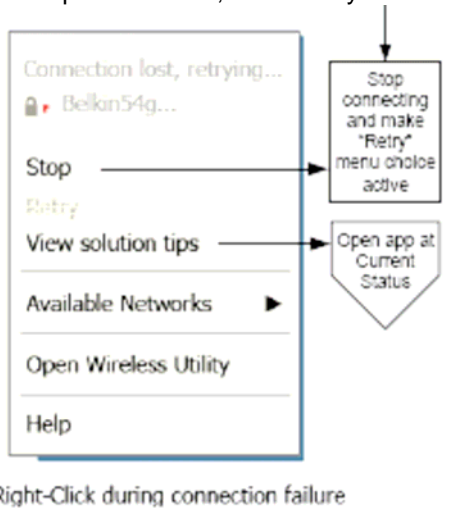 Connection lost, retrying...
Belkin54g...
Stop
Retry
View solution tips
Available Networks
Open Wireless Utility
Help
Stop
connecting
and make
"Retry"
menu choice
active
Open app at
Current
Status
Right-Click during connection failure